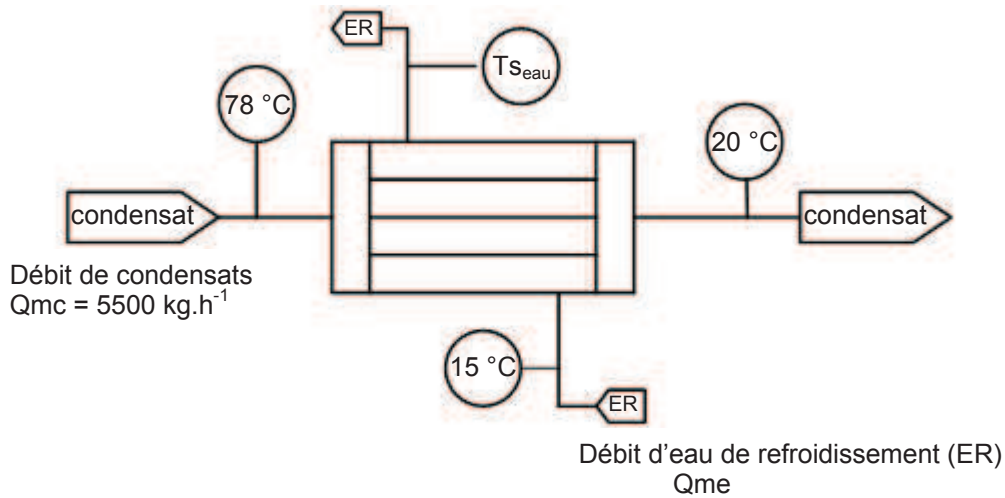 ER
Ts_eau
78 °C
20 °C
condensat
condensat
Débit de condensats
Qmc = 5500 kg.h⁻¹
15 °C
ER
Débit d'eau de refroidissement (ER)
Qme